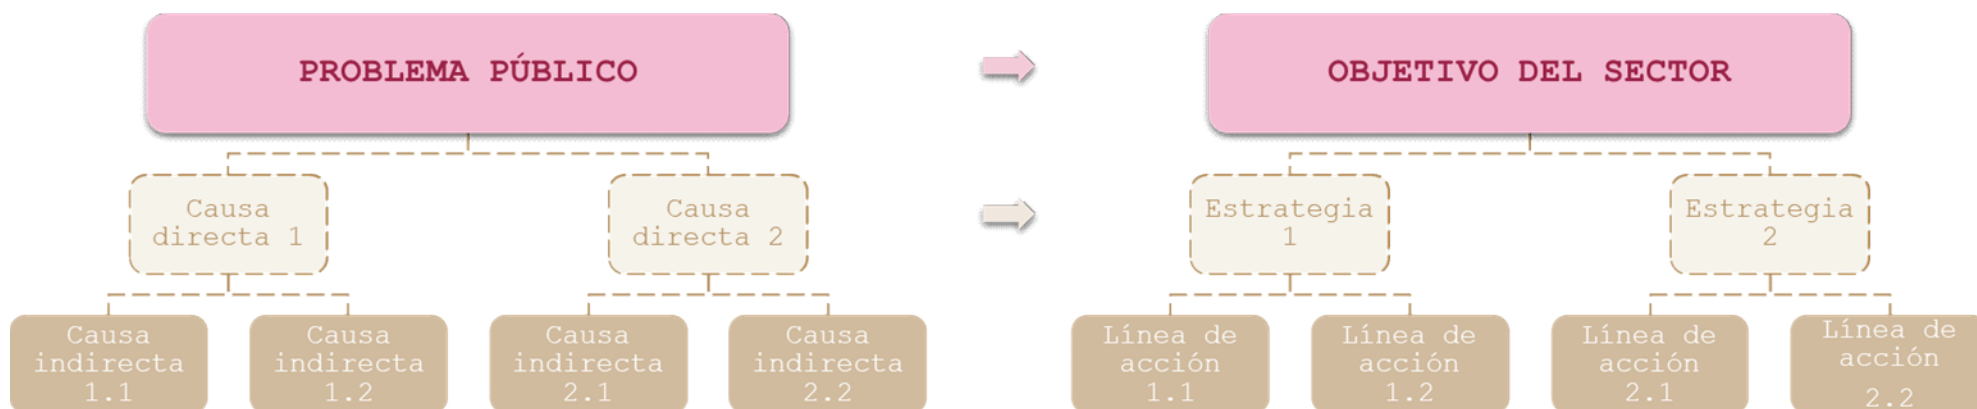 PROBLEMA PÚBLICO
OBJETIVO DEL SECTOR
Causa
directa 1
Causa
directa 2
Estrategia
1
Estrategia
2
Causa
indirecta
1.1
Causa
indirecta
1.2
Causa
indirecta
2.1
Causa
indirecta
2.2
Línea de
acción
1.1
Línea de
acción
1.2
Línea de
acción
2.1
Línea de
acción
2.2